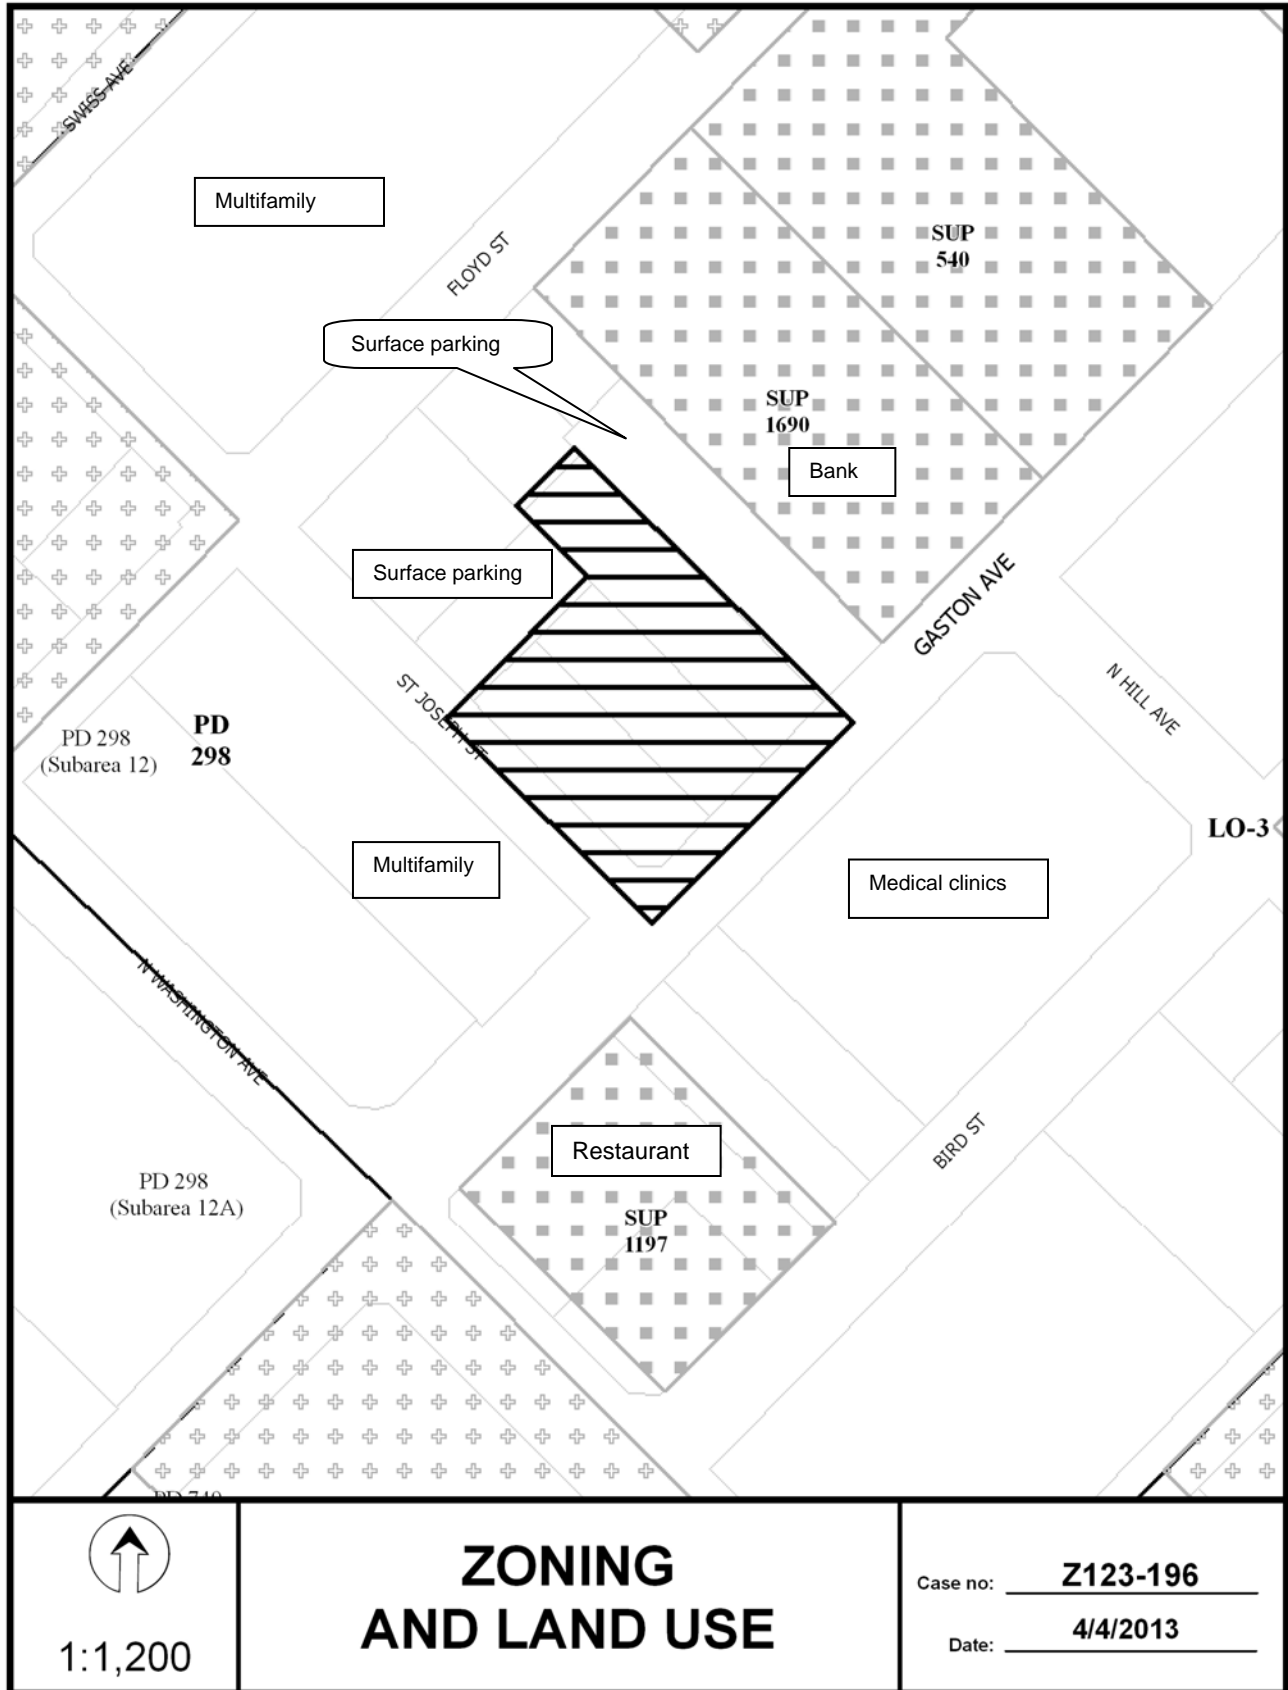 SWISS AVE
Multifamily
FLOYD ST
SUP
540
Surface parking
SUP
1690
Bank
Surface parking
GASTON AVE
N HILL AVE
ST JOSEPH ST
PD 298
(Subarea 12)
PD
298
LO-3
Multifamily
Medical clinics
N WASHINGTON AVE
BIRD ST
Restaurant
PD 298
(Subarea 12A)
SUP
1197
PD 749
1:1,200
ZONING
AND LAND USE
Case no: Z123-196
Date: 4/4/2013